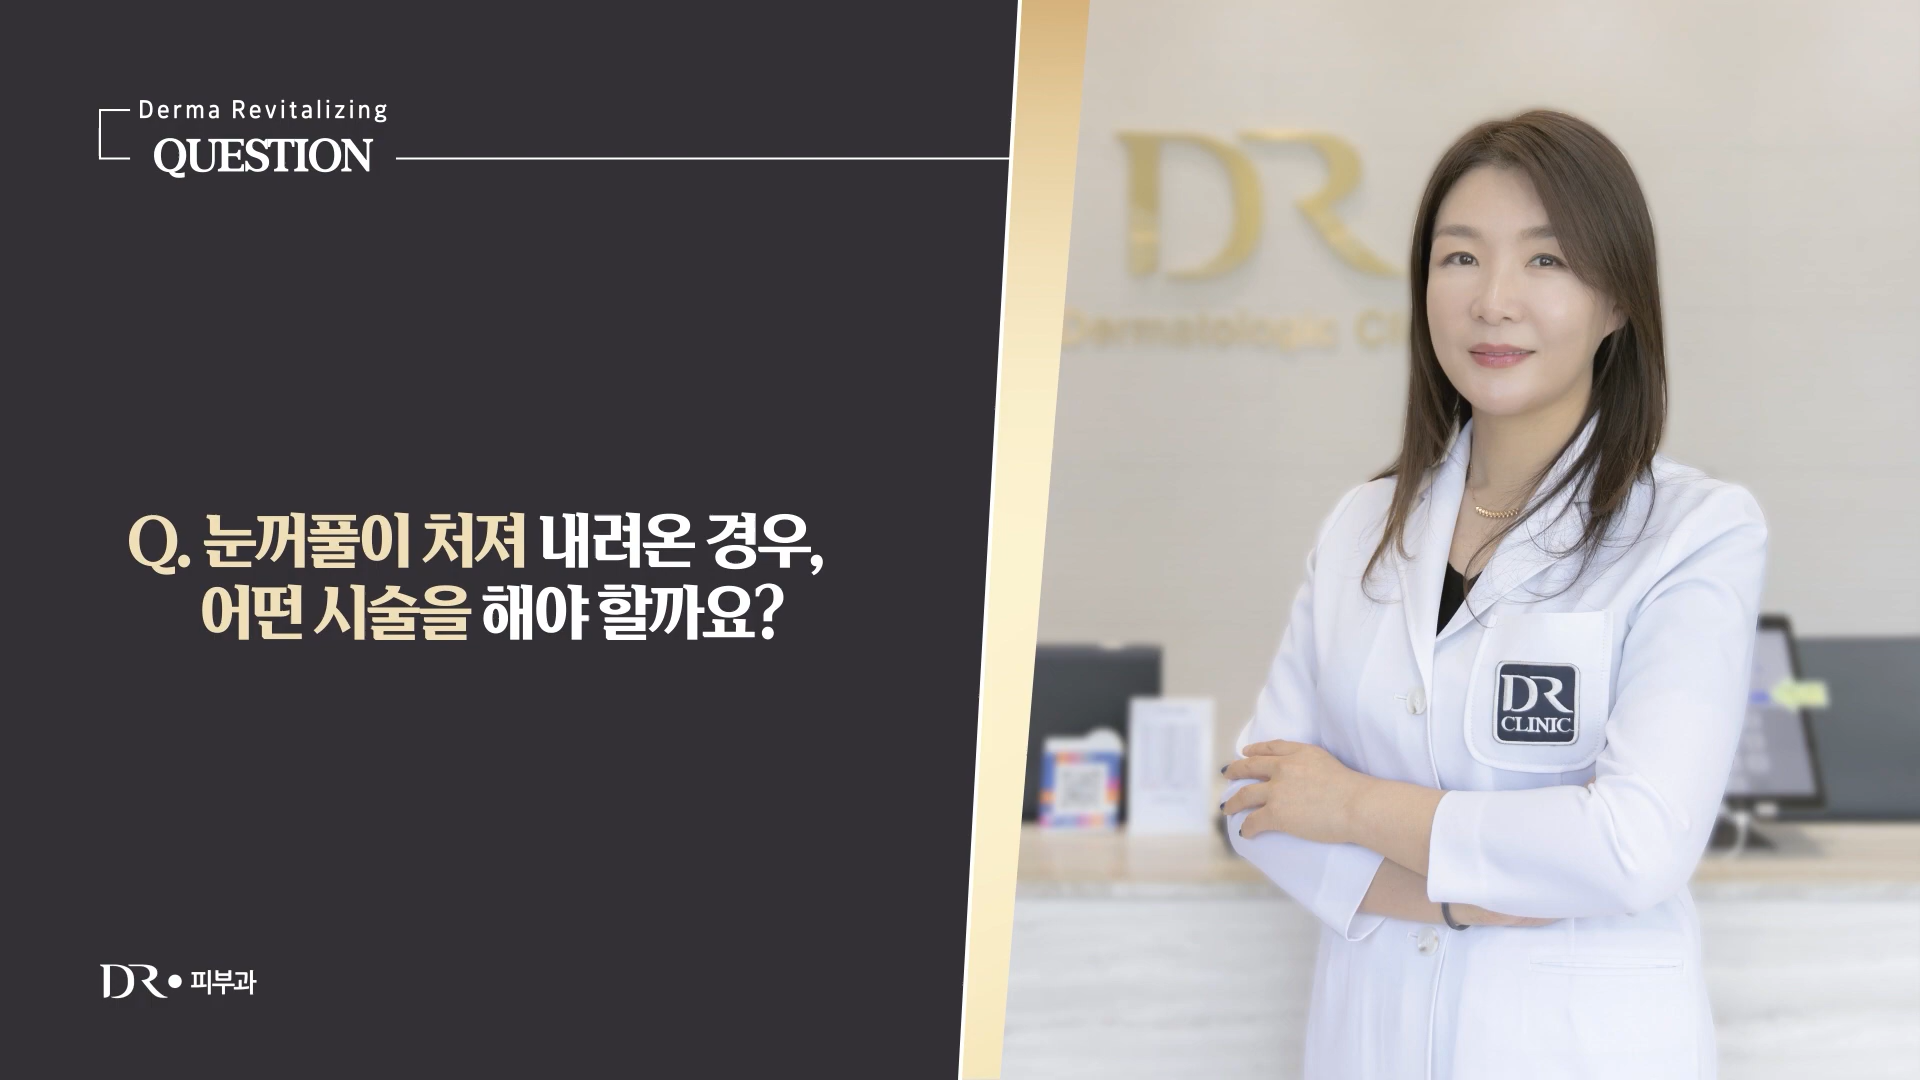 Derma Revitalizing
QUESTION
Q. 눈꺼풀이 처져 내려온 경우,
어떤 시술을 해야 할까요?
DR 피부과
DR
Dermatologic
DR
CLINIC